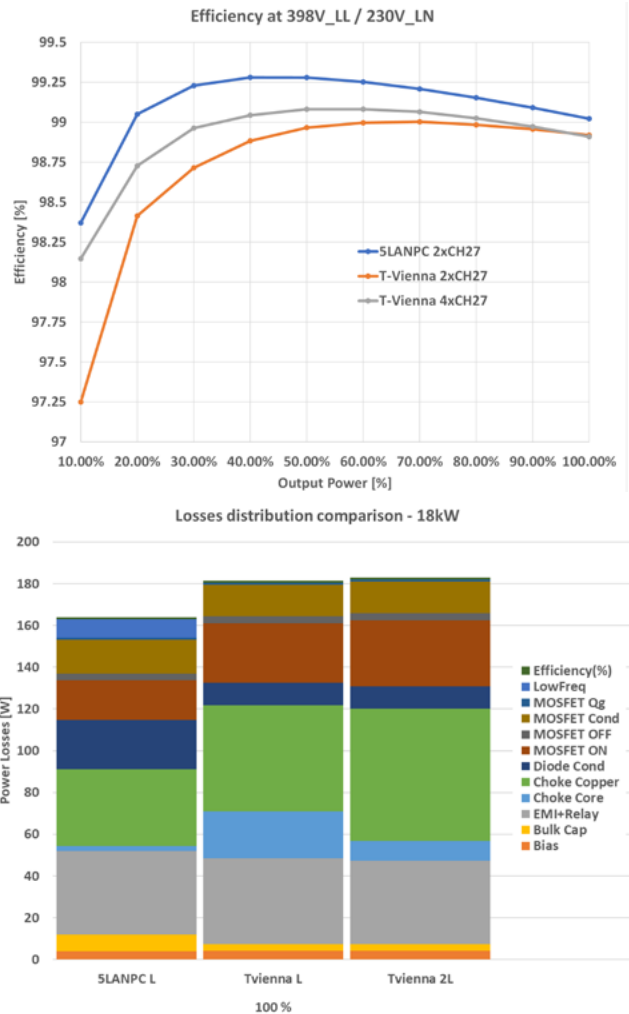 Efficiency at 398V_LL / 230V_LN
99.5
99.25
99
98.75
98.5
98.25
98
97.75
97.5
97.25
97
Efficiency [%]
5LANPC 2xCH27
T-Vienna 2xCH27
T-Vienna 4xCH27
10.00% 20.00% 30.00% 40.00% 50.00% 60.00% 70.00% 80.00% 90.00% 100.00%
Output Power [%]
Losses distribution comparison - 18kW
200
180
160
140
120
100
80
60
40
20
0
Power Losses [W]
Efficiency(%)
LowFreq
MOSFET Qg
MOSFET Cond
MOSFET OFF
MOSFET ON
Diode Cond
Choke Copper
Choke Core
EMI+Relay
Bulk Cap
Bias
5LANPC L Tvienna L Tvienna 2L
100 %